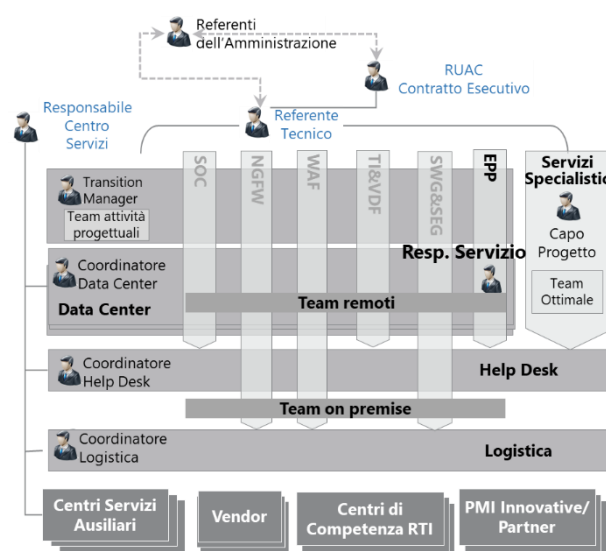 Referenti
dell'Amministrazione
RUAC
Contratto Esecutivo
Responsabile
Centro
Servizi
Referente
Tecnico
SOC
NGFW
WAF
TI&VDF
SWG&SEG
EPP
Servizi
Specialistic
Transition
Manager
Team attività
progettuali
Capo
Progetto
Resp. Servizio
Coordinatore
Data Center
Team
Ottimale
Data Center
Team remoti
Coordinatore
Help Desk
Help Desk
Team on premise
Coordinatore
Logistica
Logistica
Centri Servizi
Ausiliari
Vendor
Centri di
Competenza RTI
PMI Innovative/
Partner